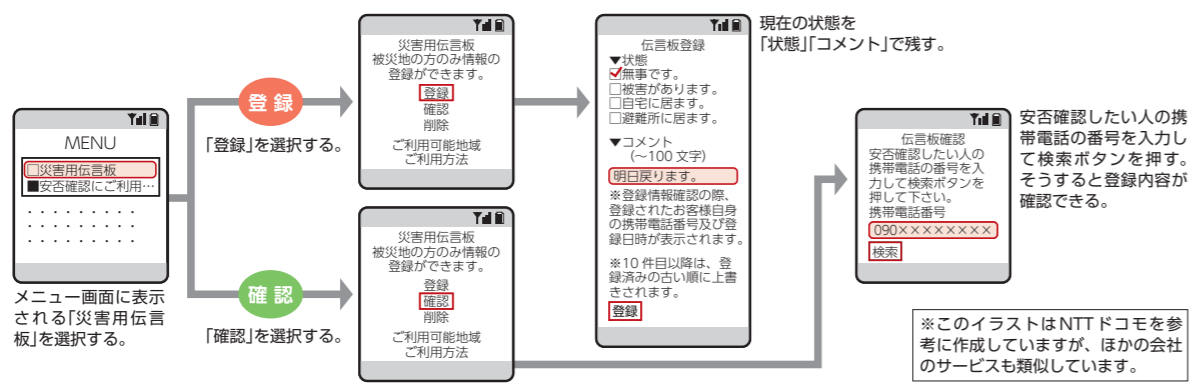 MENU
□災害用伝言板
■安否確認にご利用…
・・・・・・・・・
・・・・・・・・・
・・・・・・・・・
メニュー画面に表示
される「災害用伝言
板」を選択する。
登録
「登録」を選択する。
災害用伝言板
被災地の方のみ情報の
登録ができます。
登録
確認
削除
ご利用可能地域
ご利用方法
伝言板登録
▼状態
☑無事です。
□被害があります。
□自宅に居ます。
□避難所に居ます。
▼コメント
(~100文字)
明日戻ります。
※登録情報確認の際、
登録されたお客様自身
の携帯電話番号及び登
録日時が表示されます。
※10件目以降は、登
録済みの古い順に上書
きされます。
登録
現在の状態を
「状態」「コメント」で残す。
確認
「確認」を選択する。
災害用伝言板
被災地の方のみ情報の
登録ができます。
登録
確認
削除
ご利用可能地域
ご利用方法
伝言板確認
安否確認したい人の
携帯電話の番号を入
力して検索ボタンを
押して下さい。
携帯電話番号
090××××××××
検索
安否確認したい人の携
帯電話の番号を入力し
て検索ボタンを押す。
そうすると登録内容が
確認できる。
※このイラストはNTTドコモを参
考に作成していますが、ほかの会社
のサービスも類似しています。